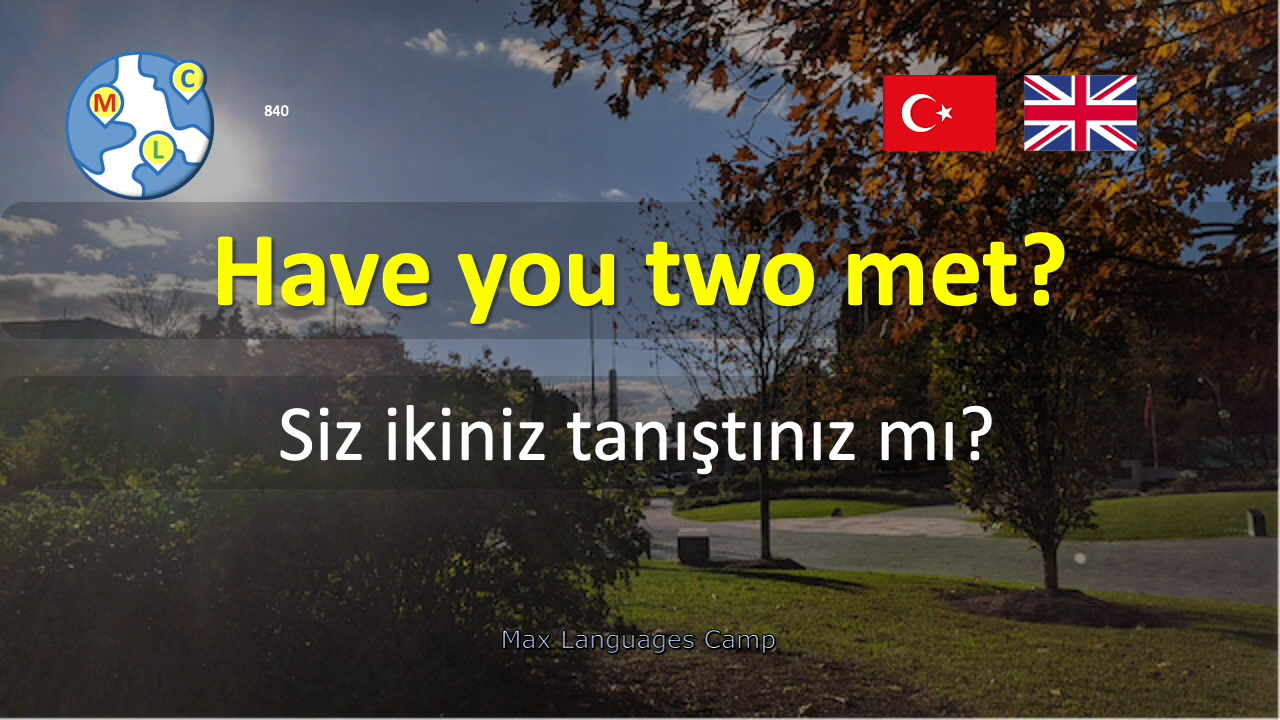 C
M
L
840
Have you two met?
Siz ikiniz tanıştınız mı?
Max Languages Camp